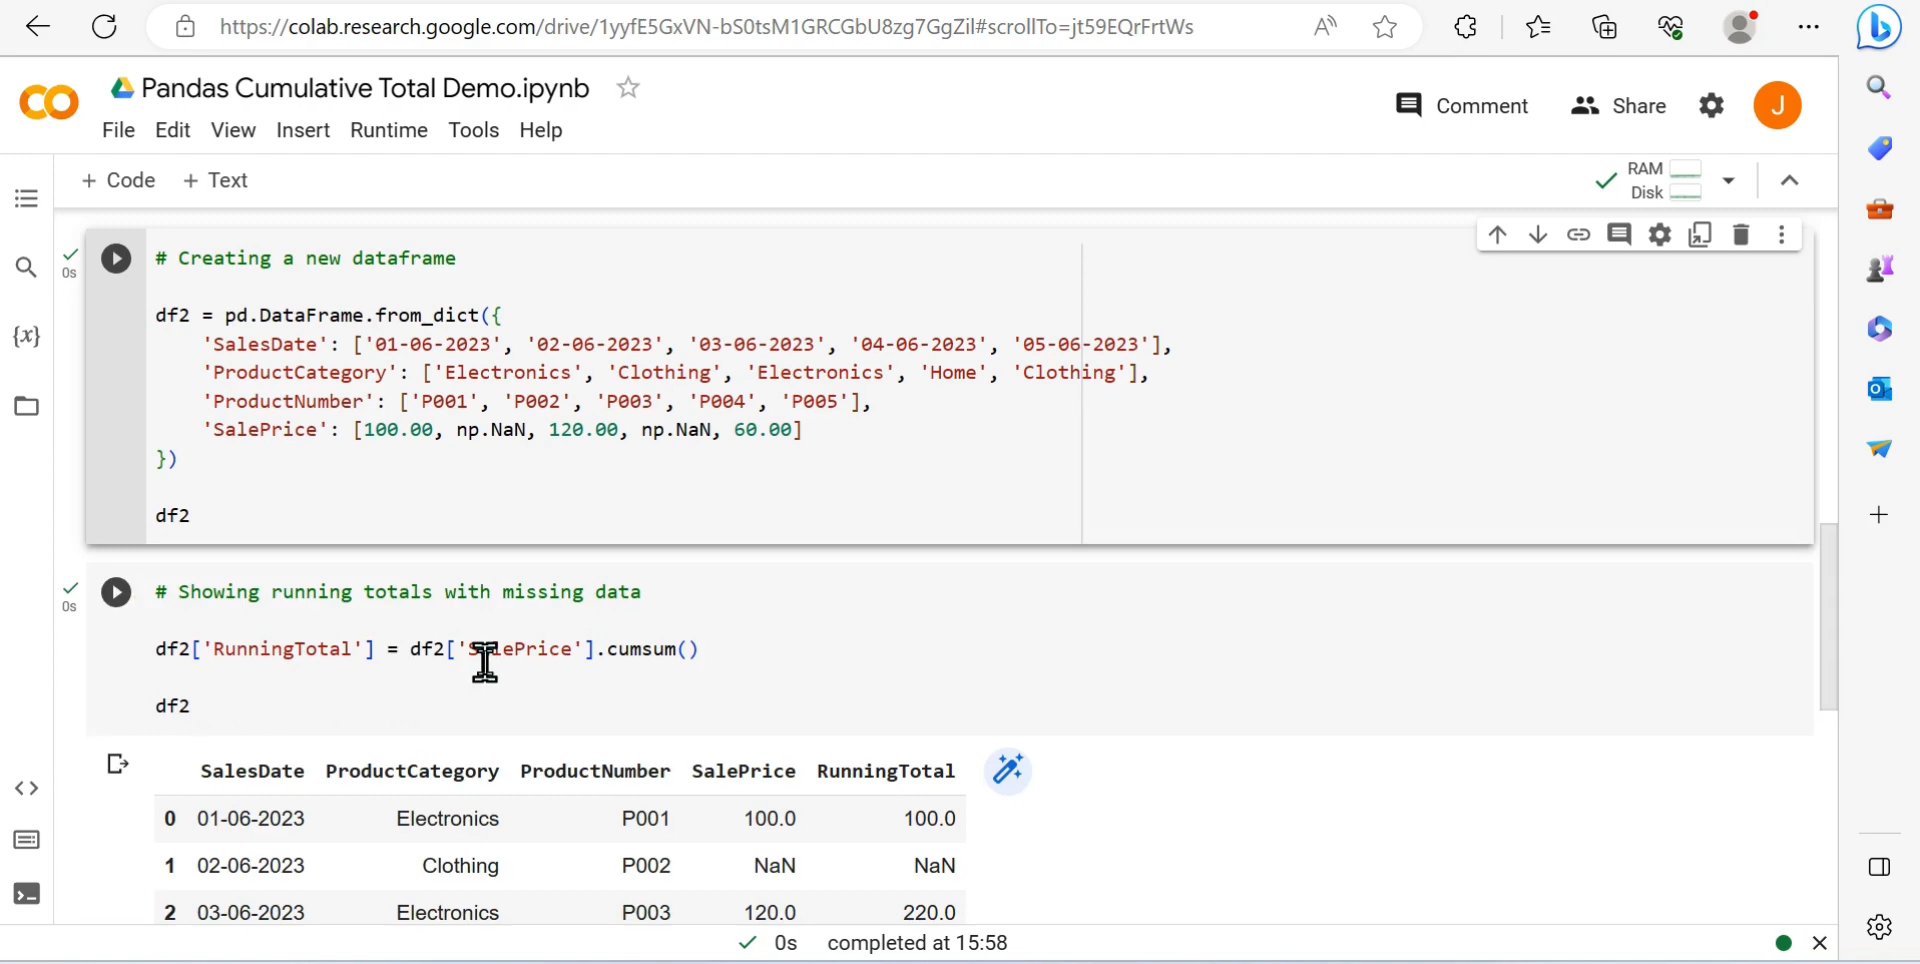 https://colab.research.google.com/drive/1yyfE5GxVN-bS0tsM1GRCGbU8zg7GgZil#scrollTo=jt59EQrFrtWs
Pandas Cumulative Total Demo.ipynb
Comment Share J
File Edit View Insert Runtime Tools Help
+ Code + Text
RAM
Disk
# Creating a new dataframe
0s
df2 = pd.DataFrame.from_dict({
'SalesDate': ['01-06-2023', '02-06-2023', '03-06-2023', '04-06-2023', '05-06-2023'],
'ProductCategory': ['Electronics', 'Clothing', 'Electronics', 'Home', 'Clothing'],
'ProductNumber': ['P001', 'P002', 'P003', 'P004', 'P005'],
'SalePrice': [100.00, np.NaN, 120.00, np.NaN, 60.00]
})
df2
# Showing running totals with missing data
0s
df2['RunningTotal'] = df2['SalePrice'].cumsum()
df2
SalesDate ProductCategory ProductNumber SalePrice RunningTotal
0 01-06-2023 Electronics P001 100.0 100.0
1 02-06-2023 Clothing P002 NaN NaN
2 03-06-2023 Electronics P003 120.0 220.0
0s completed at 15:58